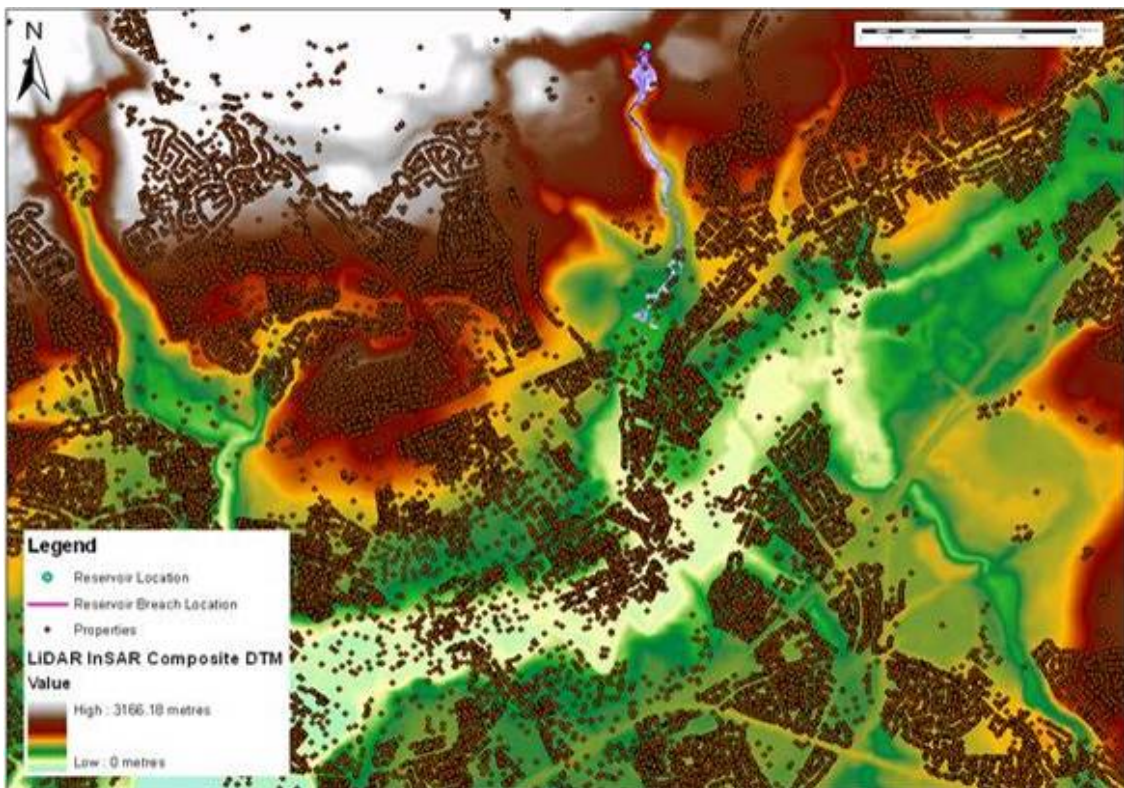 N
Legend
Reservoir Location
Reservoir Breach Location
Properties
LiDAR InSAR Composite DTM
Value
High : 3166.18 metres
Low : 0 metres